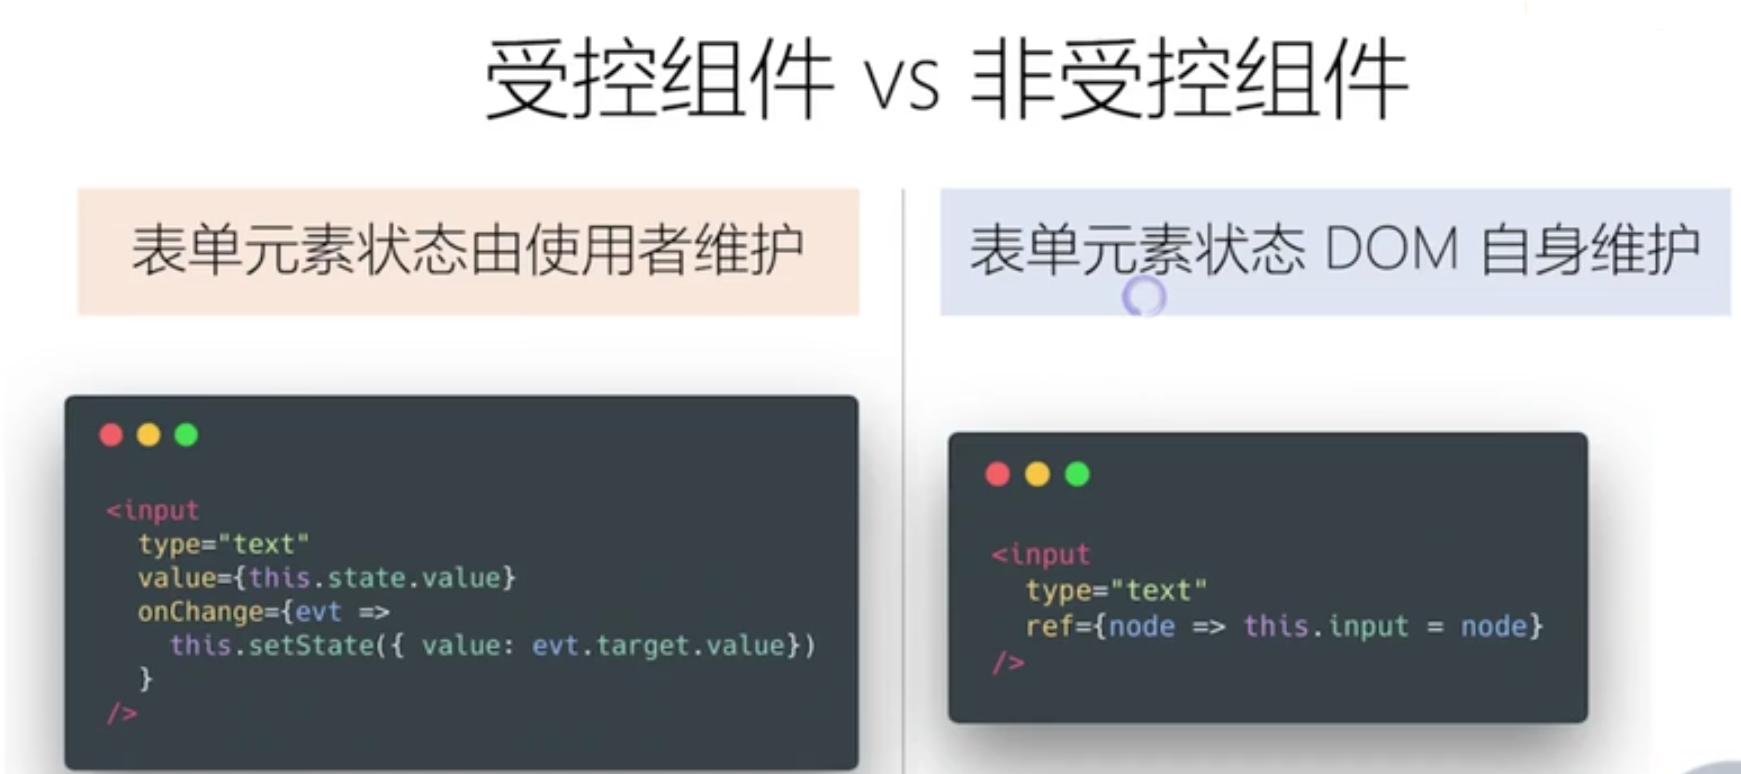 受控组件 vs 非受控组件
表单元素状态由使用者维护
<input
type="text"
value={this.state.value}
onChange={evt =>
this.setState({ value: evt.target.value})
}
/>
表单元素状态 DOM 自身维护
<input
type="text"
ref={node => this.input = node}
/>